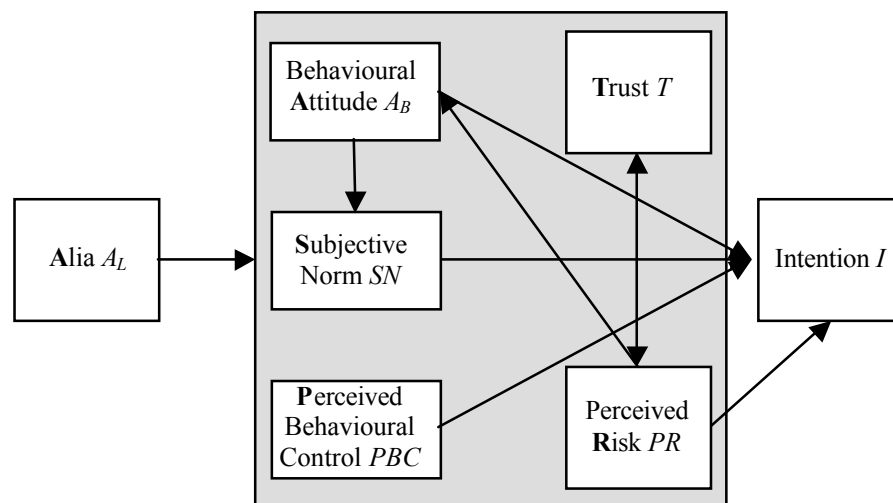 Behavioural
Attitude A_B
Trust T
Alia A_L
Subjective
Norm SN
Intention I
Perceived
Behavioural
Control PBC
Perceived
Risk PR